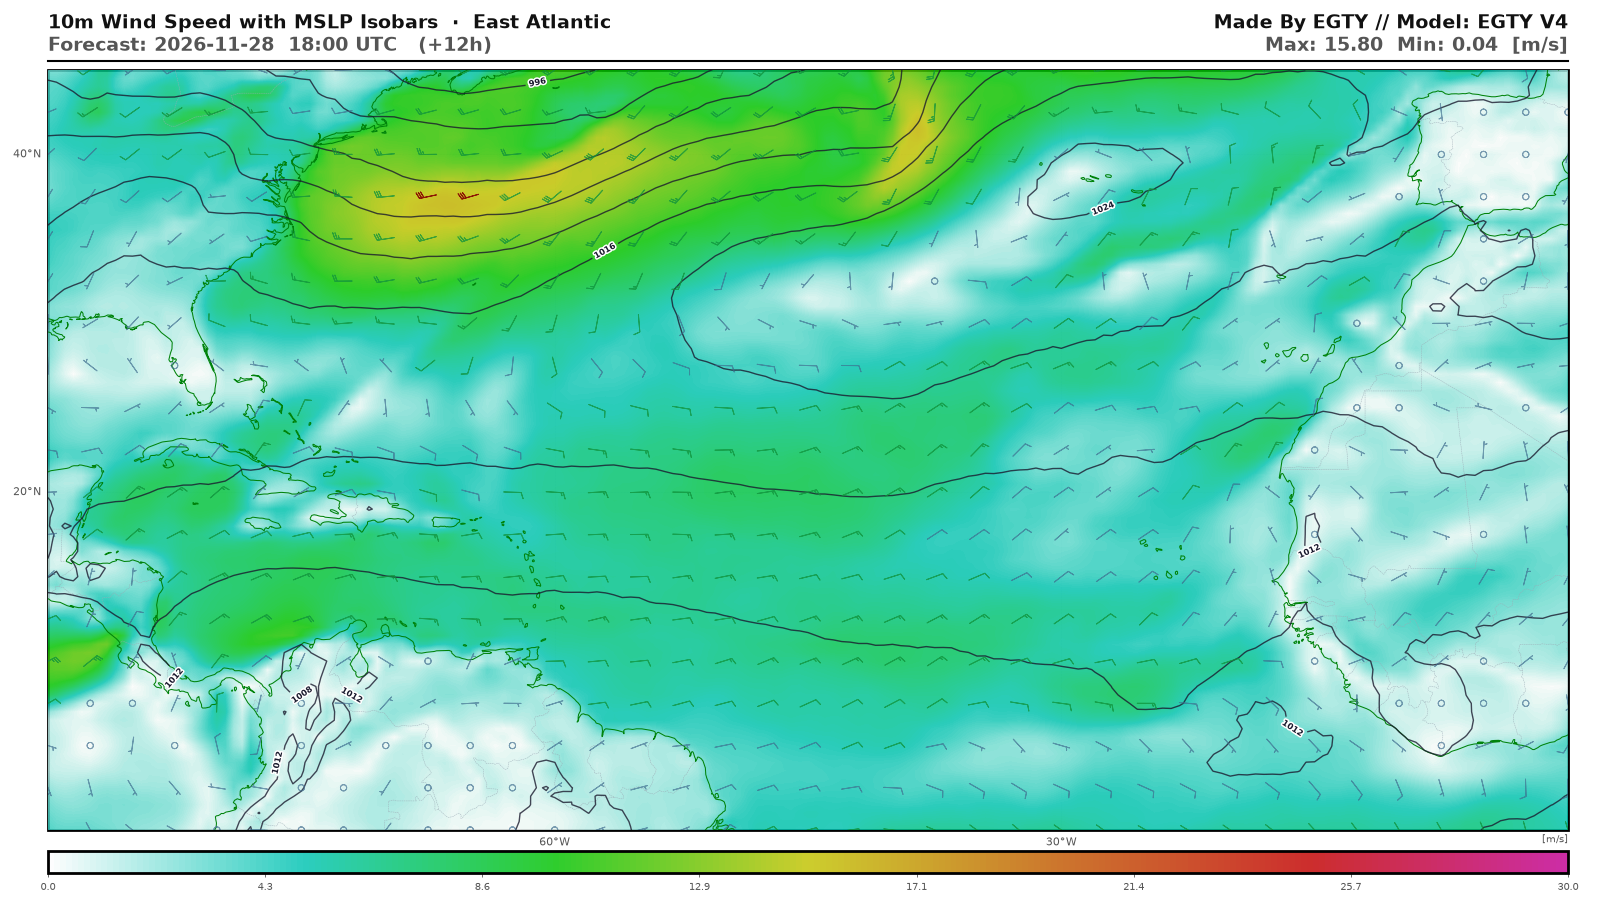 10m Wind Speed with MSLP Isobars · East Atlantic
Made By EGTY // Model: EGTY V4
Forecast: 2026-11-28 18:00 UTC (+12h)
Max: 15.80 Min: 0.04 [m/s]
996
40°N
1024
1016
20°N
1012
1012
1008
1012
1012
1012
60°W
30°W
[m/s]
0.0
4.3
8.6
12.9
17.1
21.4
25.7
30.0